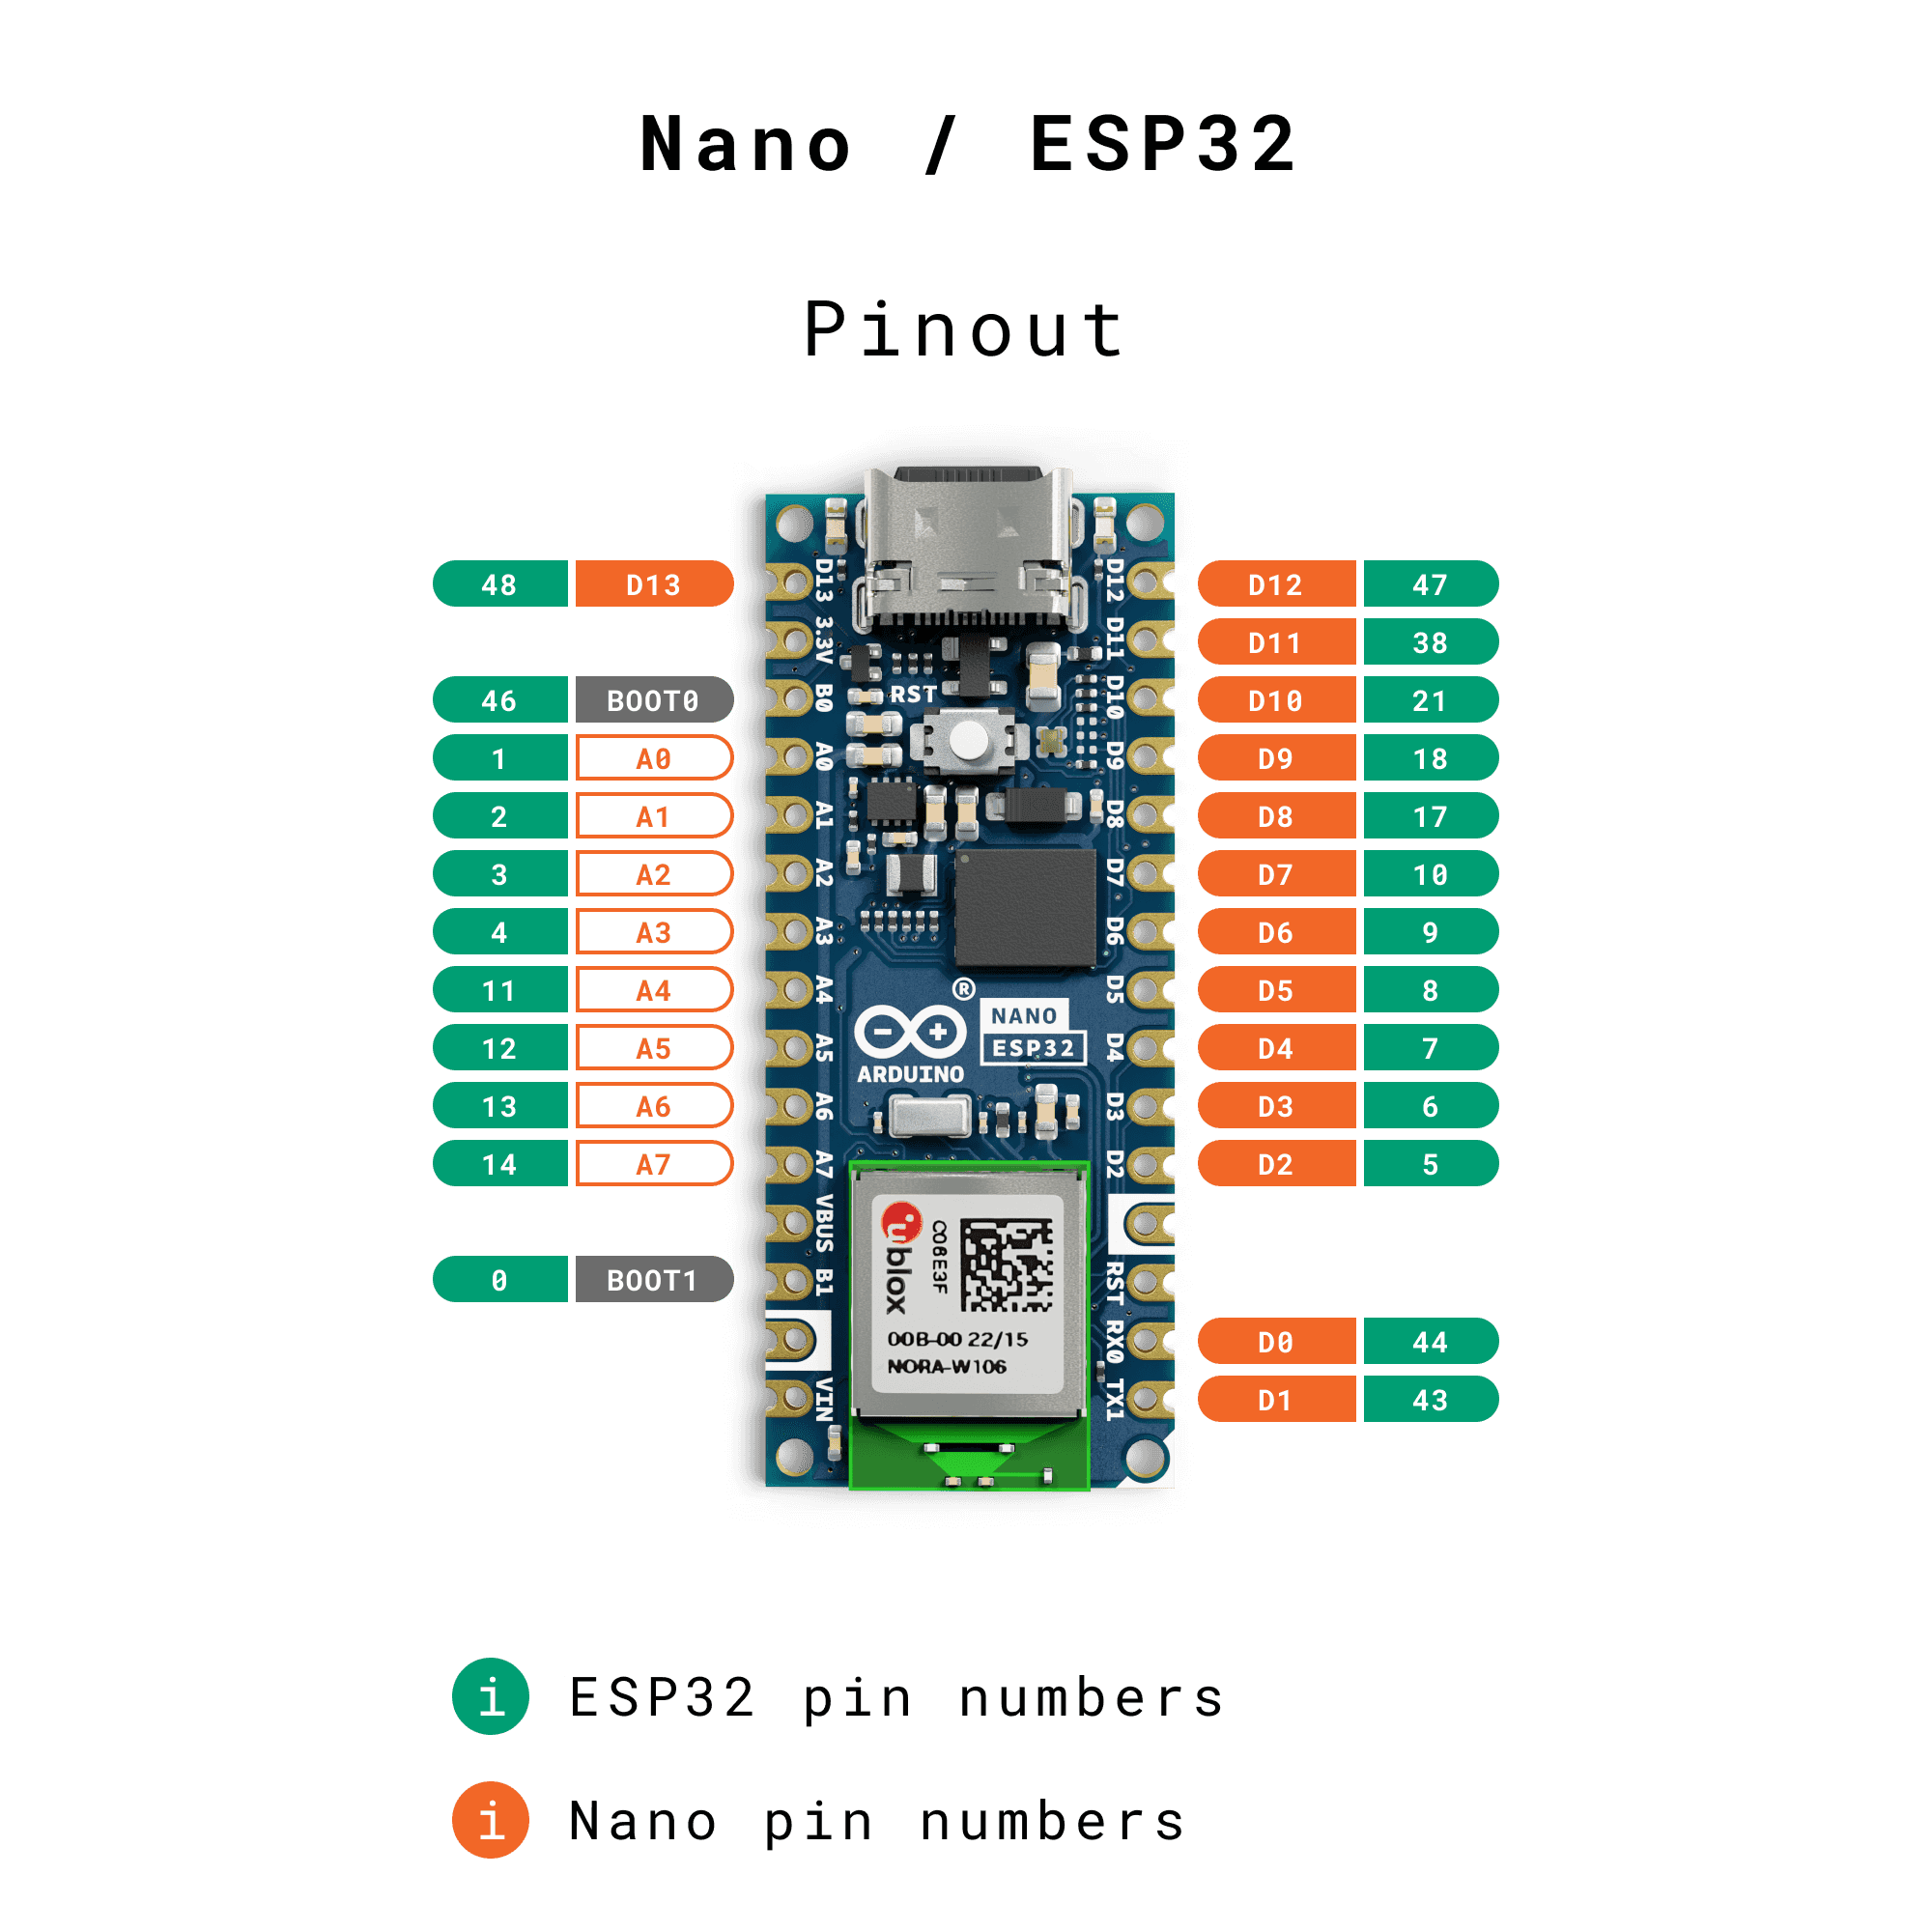 Nano / ESP32
Pinout
48 D13
46 BOOT0
1 A0
2 A1
3 A2
4 A3
11 A4
12 A5
13 A6
14 A7
0 BOOT1
D13
3.3V
B0
A0
A1
A2
A3
A4
A5
A6
A7
VBUS
B1
VIN
RST
®
NANO
ESP32
ARDUINO
ublox
C08E3F
00B-00 22/15
NORA-W106
D12
D11
D10
D9
D8
D7
D6
D5
D4
D3
D2
RST
RX0
TX1
D12 47
D11 38
D10 21
D9 18
D8 17
D7 10
D6 9
D5 8
D4 7
D3 6
D2 5
D0 44
D1 43
i ESP32 pin numbers
i Nano pin numbers